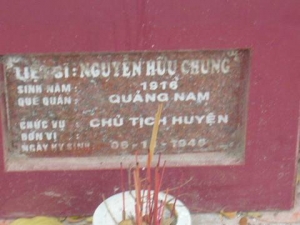 LIỆT SĨ: NGUYỄN HỮU CHUNG
SINH NĂM : 1916
QUÊ QUÁN : QUẢNG NAM
CHỨC VỤ : CHỦ TỊCH HUYỆN
ĐƠN VỊ :
NGÀY HY SINH